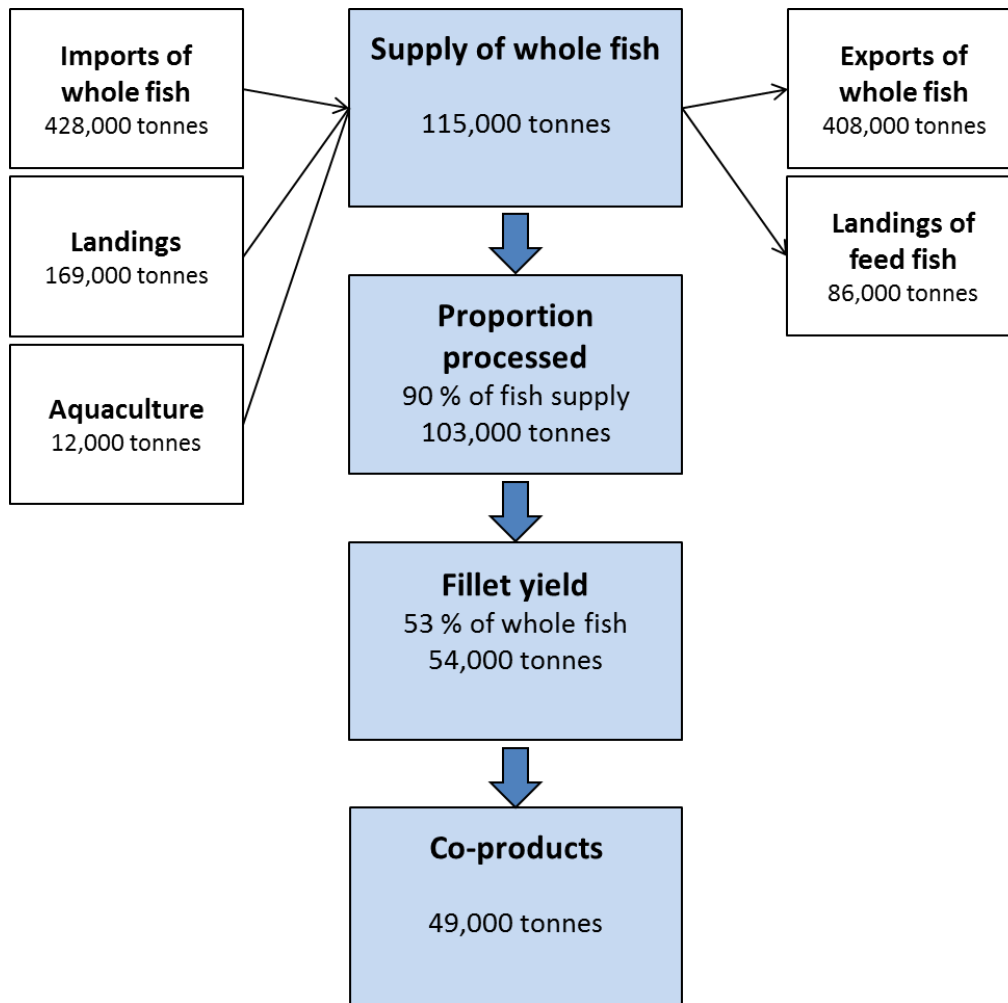 Imports of
whole fish
428,000 tonnes
Landings
169,000 tonnes
Aquaculture
12,000 tonnes
Supply of whole fish
115,000 tonnes
Proportion
processed
90 % of fish supply
103,000 tonnes
Fillet yield
53 % of whole fish
54,000 tonnes
Co-products
49,000 tonnes
Exports of
whole fish
408,000 tonnes
Landings of
feed fish
86,000 tonnes